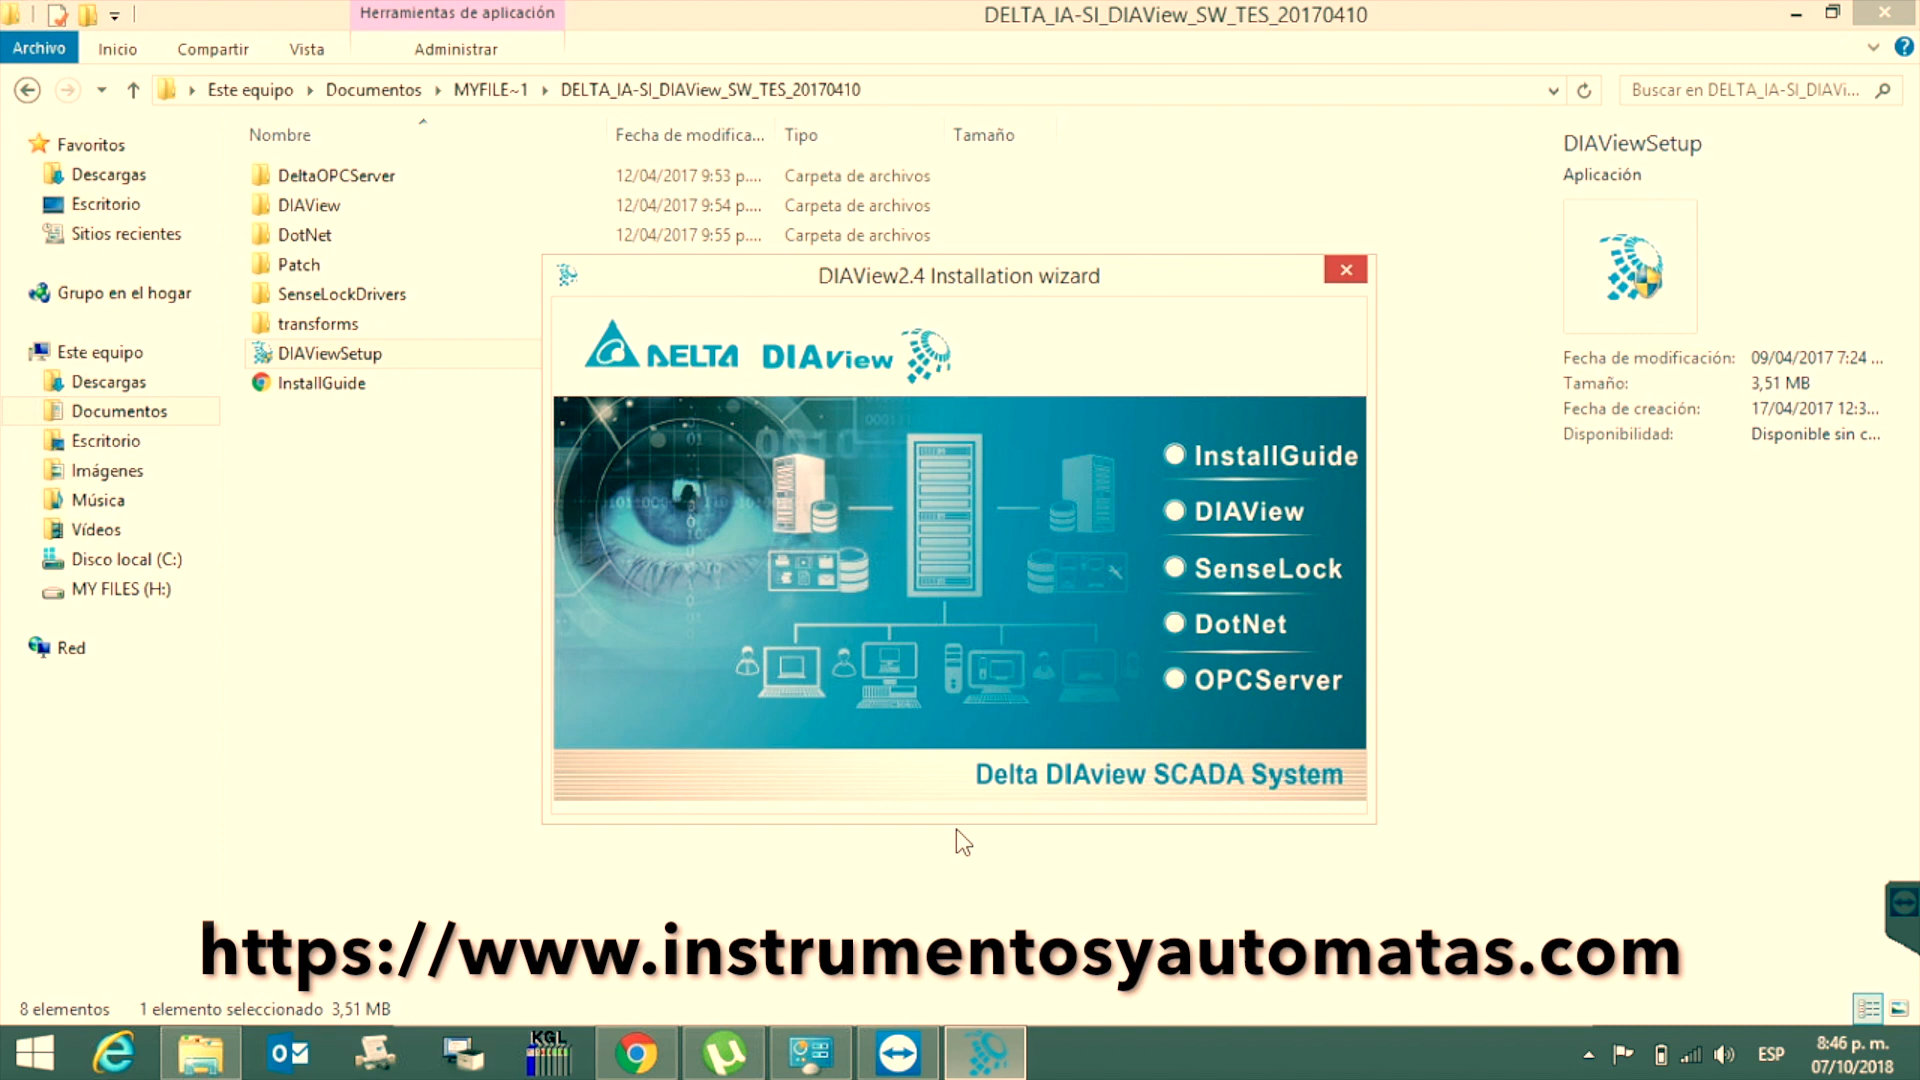 Herramientas de aplicación
DELTA_IA-SI_DIAView_SW_TES_20170410
Archivo
Inicio
Compartir
Vista
Administrar
Este equipo
Documentos
MYFILE~1
DELTA_IA-SI_DIAView_SW_TES_20170410
Buscar en DELTA_IA-SI_DIAVi...
Favoritos
Descargas
Escritorio
Sitios recientes
Grupo en el hogar
Este equipo
Descargas
Documentos
Escritorio
Imágenes
Música
Vídeos
Disco local (C:)
MY FILES (H:)
Red
Nombre
Fecha de modifica...
Tipo
Tamaño
DeltaOPCServer 12/04/2017 9:53 p.... Carpeta de archivos
DIAView 12/04/2017 9:54 p.... Carpeta de archivos
DotNet 12/04/2017 9:55 p.... Carpeta de archivos
Patch
SenseLockDrivers
transforms
DIAViewSetup
InstallGuide
DIAView2.4 Installation wizard
DELTA DIAView
InstallGuide
DIAView
SenseLock
DotNet
OPCServer
Delta DIAview SCADA System
DIAViewSetup
Aplicación
Fecha de modificación: 09/04/2017 7:24 ...
Tamaño: 3,51 MB
Fecha de creación: 17/04/2017 12:3...
Disponibilidad: Disponible sin c...
https://www.instrumentosyautomatas.com
8 elementos
1 elemento seleccionado 3,51 MB
KGL
ESP
8:46 p. m.
07/10/2018